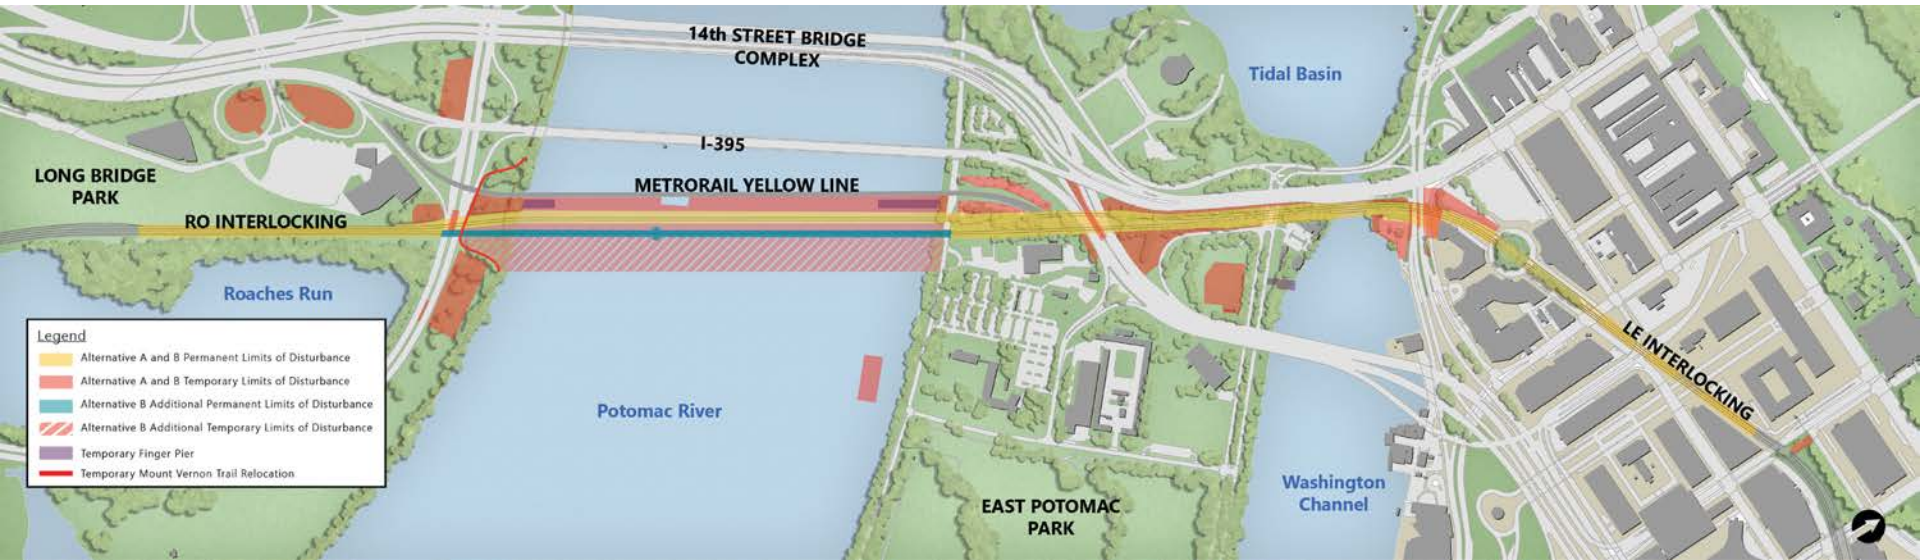 14th STREET BRIDGE
COMPLEX
Tidal Basin
I-395
LONG BRIDGE
PARK
METRORAIL YELLOW LINE
RO INTERLOCKING
Roaches Run
Legend
Alternative A and B Permanent Limits of Disturbance
Alternative A and B Temporary Limits of Disturbance
Alternative B Additional Permanent Limits of Disturbance
Alternative B Additional Temporary Limits of Disturbance
Temporary Finger Pier
Temporary Mount Vernon Trail Relocation
Potomac River
LE INTERLOCKING
EAST POTOMAC
PARK
Washington
Channel